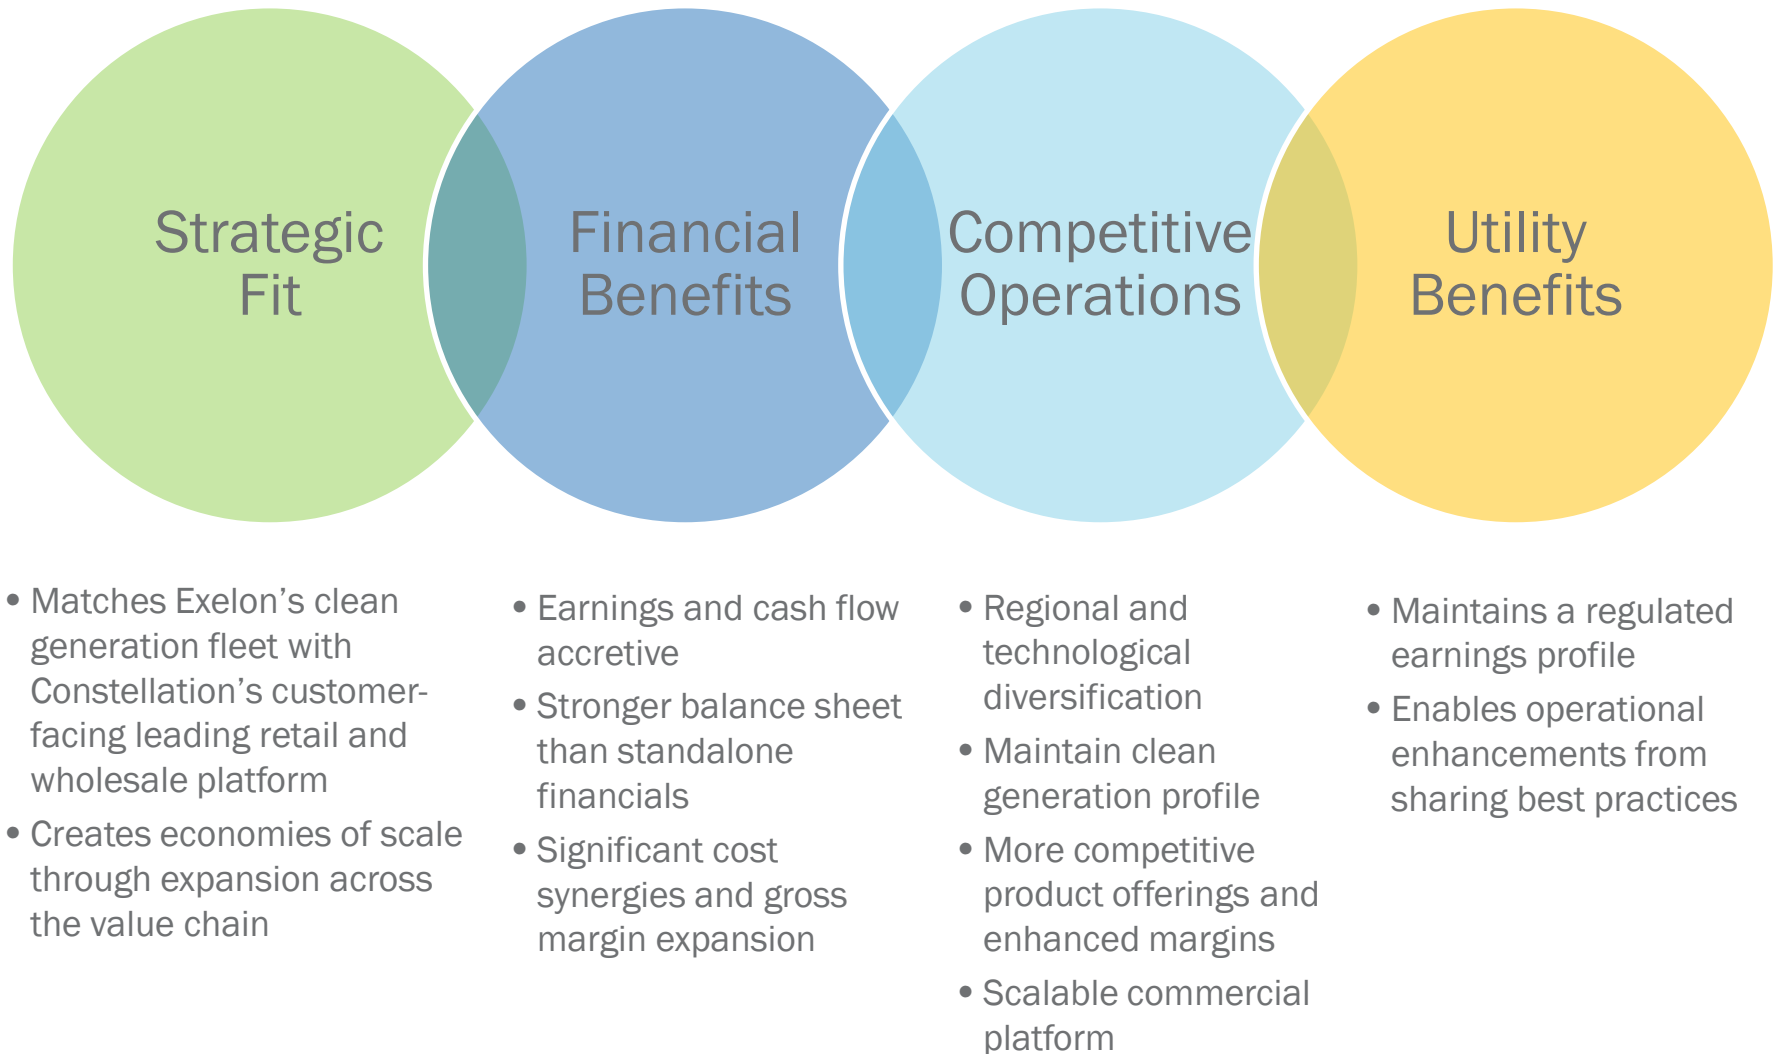 Strategic
Fit
Financial
Benefits
Competitive
Operations
Utility
Benefits
• Matches Exelon’s clean
generation fleet with
Constellation’s customer-
facing leading retail and
wholesale platform
• Creates economies of scale
through expansion across
the value chain
• Earnings and cash flow
accretive
• Stronger balance sheet
than standalone
financials
• Significant cost
synergies and gross
margin expansion
• Regional and
technological
diversification
• Maintain clean
generation profile
• More competitive
product offerings and
enhanced margins
• Scalable commercial
platform
• Maintains a regulated
earnings profile
• Enables operational
enhancements from
sharing best practices